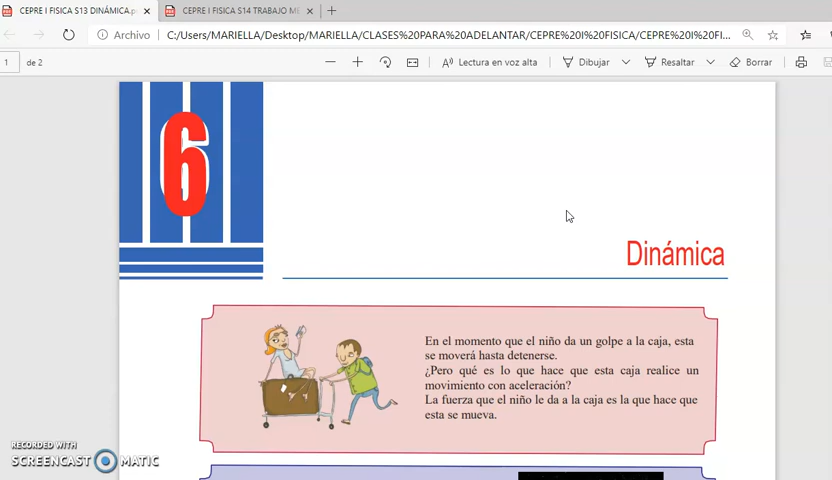 CEPRE I FISICA S13 DINÁMICA.p
CEPRE I FISICA S14 TRABAJO ME
Archivo
C:/Users/MARIELLA/Desktop/MARIELLA/CLASES%20PARA%20ADELANTAR/CEPRE%20I%20FISICA/CEPRE%20I%20FI...
1 de 2
Lectura en voz alta
Dibujar
Resaltar
Borrar
6
Dinámica
En el momento que el niño da un golpe a la caja, esta
se moverá hasta detenerse.
¿Pero qué es lo que hace que esta caja realice un
movimiento con aceleración?
La fuerza que el niño le da a la caja es la que hace que
esta se mueva.
RECORDED WITH
SCREENCAST MATIC